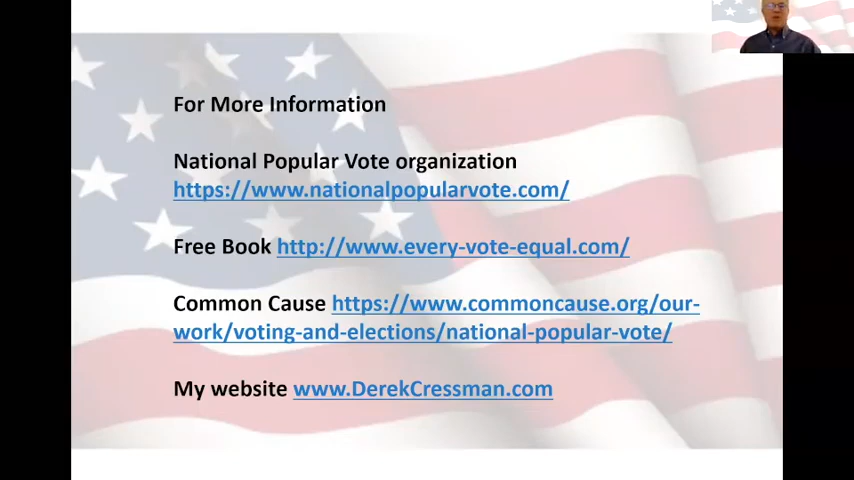 For More Information
National Popular Vote organization
https://www.nationalpopularvote.com/
Free Book http://www.every-vote-equal.com/
Common Cause https://www.commoncause.org/our-
work/voting-and-elections/national-popular-vote/
My website www.DerekCressman.com